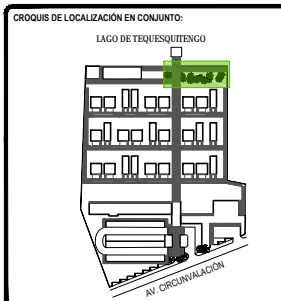 CROQUIS DE LOCALIZACIÓN EN CONJUNTO:
LAGO DE TEQUESQUITENGO
AV. CIRCUNVALACIÓN